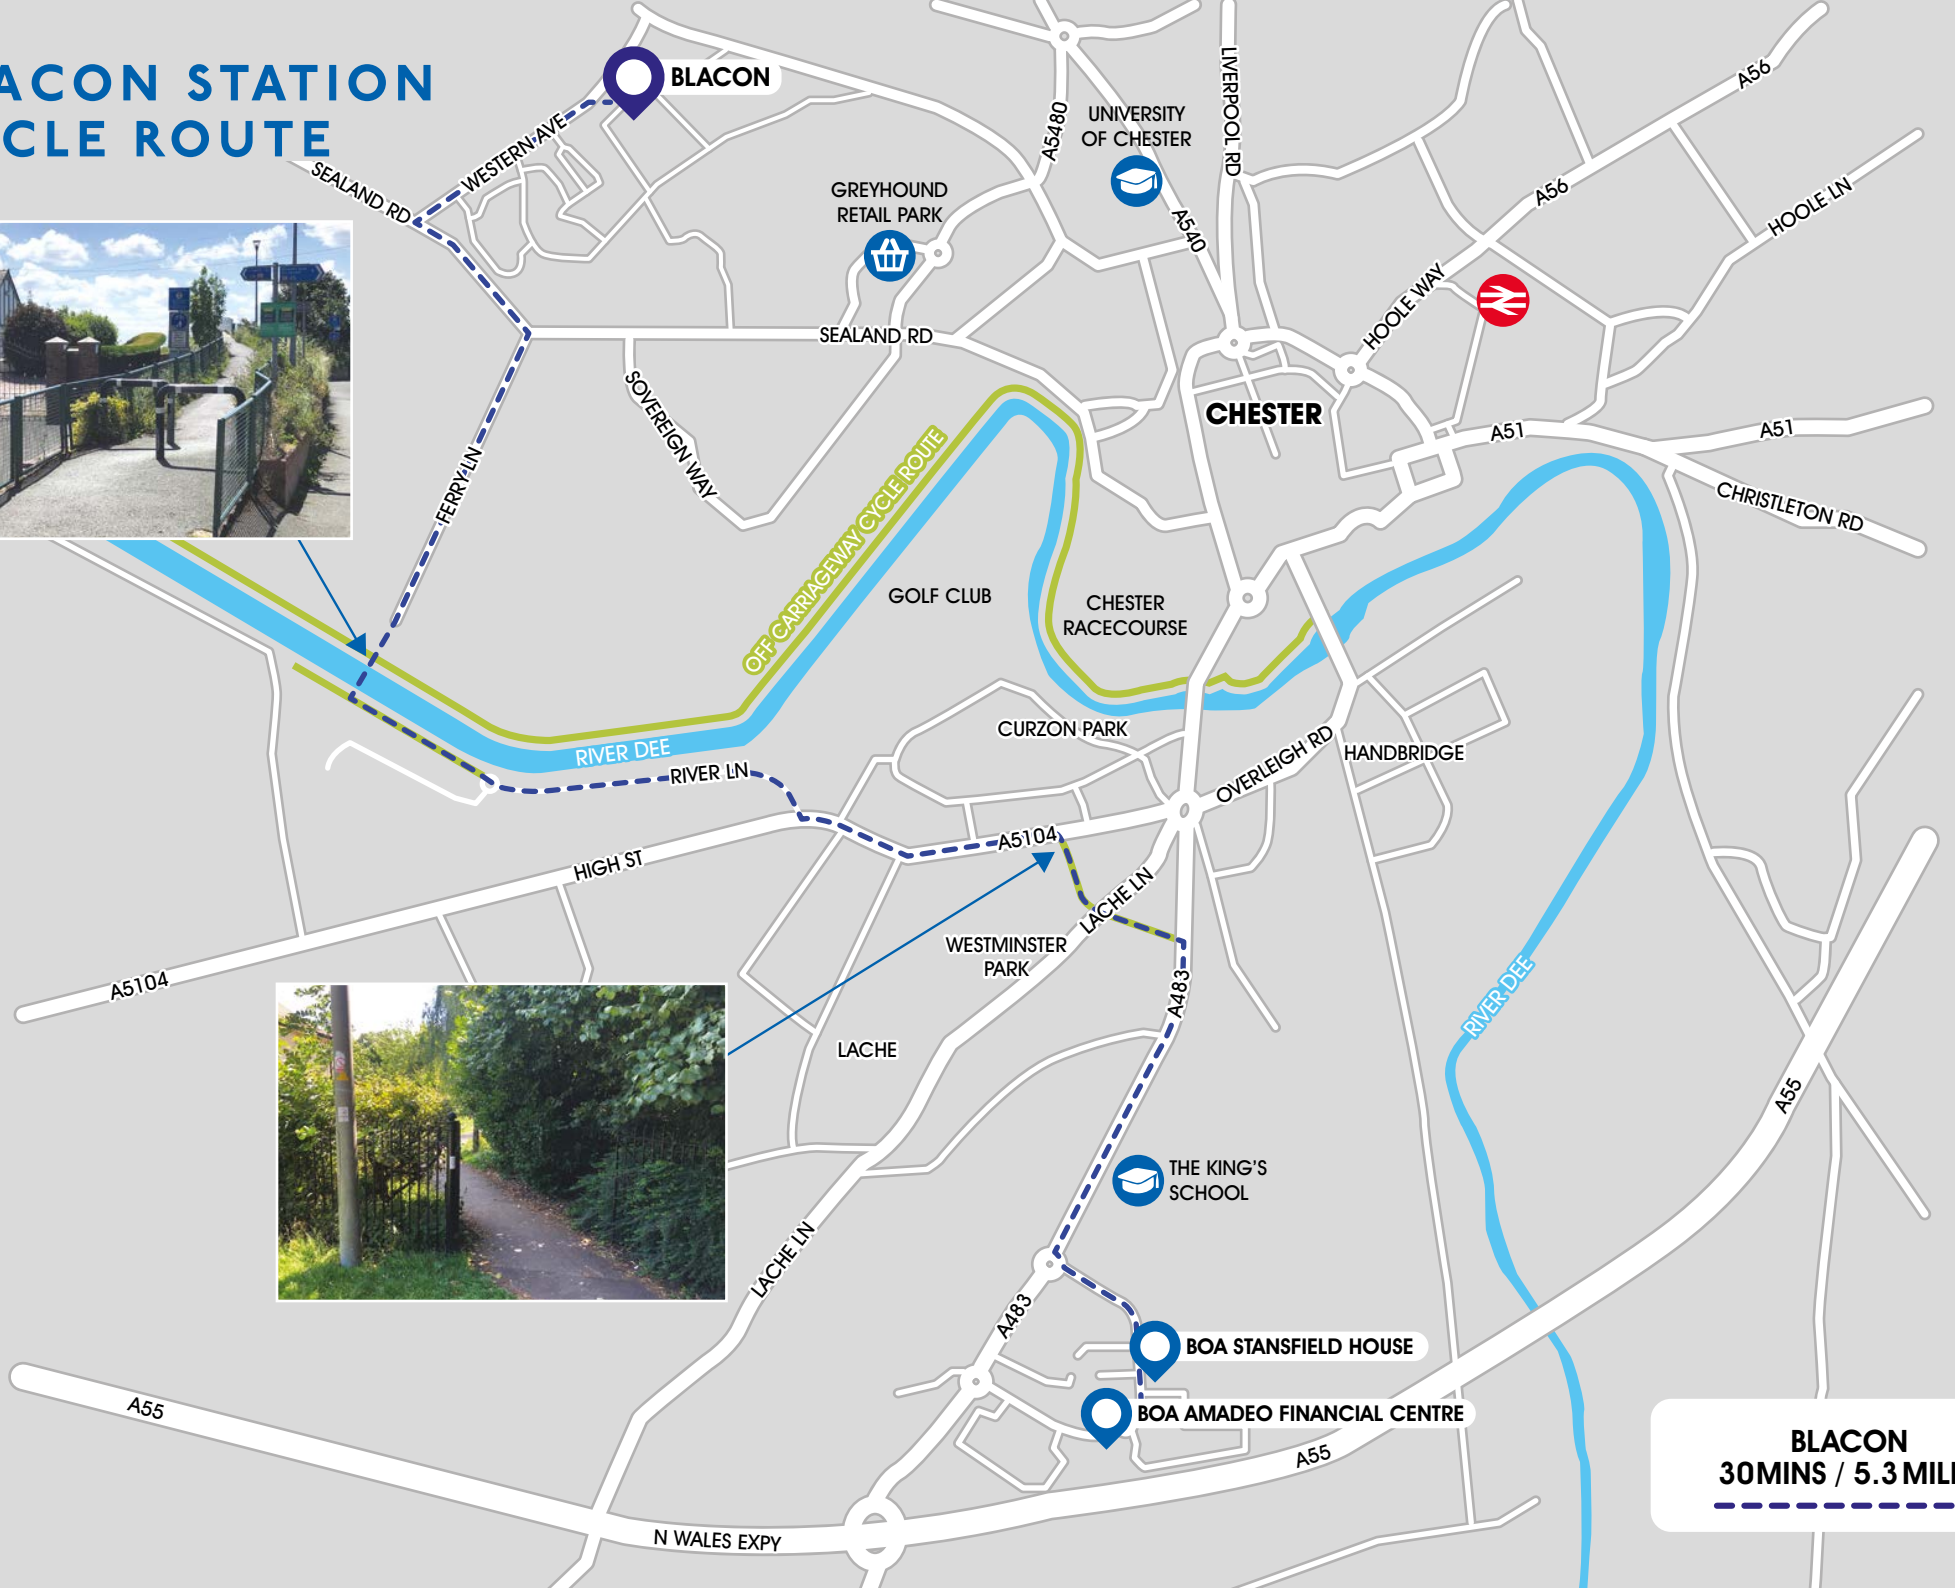 ACON STATION
CLE ROUTE
BLACON
WESTERN AVE
SEALAND RD
A5480
UNIVERSITY
OF CHESTER
LIVERPOOL RD
A56
GREYHOUND
RETAIL PARK
A540
A56
HOOLE LN
HOOLE WAY
SEALAND RD
SOVEREIGN WAY
FERRY LN
CHESTER
A51
A51
CHRISTLETON RD
OFF CARRIAGEWAY CYCLE ROUTE
GOLF CLUB
CHESTER
RACECOURSE
CURZON PARK
RIVER DEE
RIVER LN
OVERLEIGH RD
HANDBRIDGE
A5104
HIGH ST
LACHE LN
WESTMINSTER
PARK
A5104
A483
RIVER DEE
LACHE
A55
THE KING'S
SCHOOL
LACHE LN
A483
BOA STANSFIELD HOUSE
BOA AMADEO FINANCIAL CENTRE
A55
A55
N WALES EXPY
BLACON
30MINS / 5.3 MIL